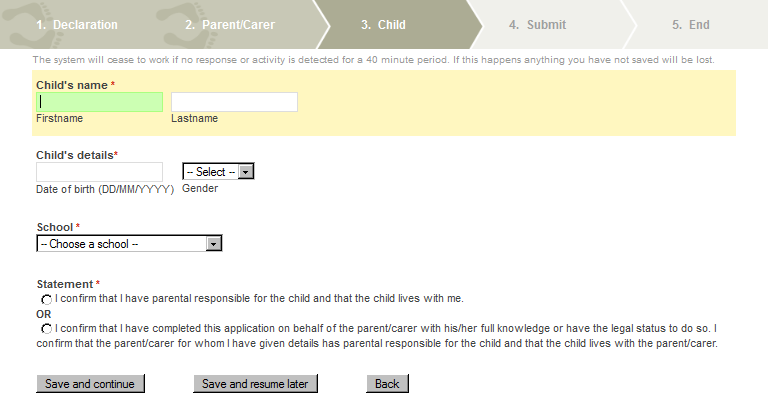 1. Declaration 2. Parent/Carer 3. Child 4. Submit 5. End
The system will cease to work if no response or activity is detected for a 40 minute period. If this happens anything you have not saved will be lost.
Child's name *
Firstname Lastname
Child's details*
-- Select --
Date of birth (DD/MM/YYYY) Gender
School *
-- Choose a school --
Statement *
I confirm that I have parental responsible for the child and that the child lives with me.
OR
I confirm that I have completed this application on behalf of the parent/carer with his/her full knowledge or have the legal status to do so. I
confirm that the parent/carer for whom I have given details has parental responsible for the child and that the child lives with the parent/carer.
Save and continue Save and resume later Back